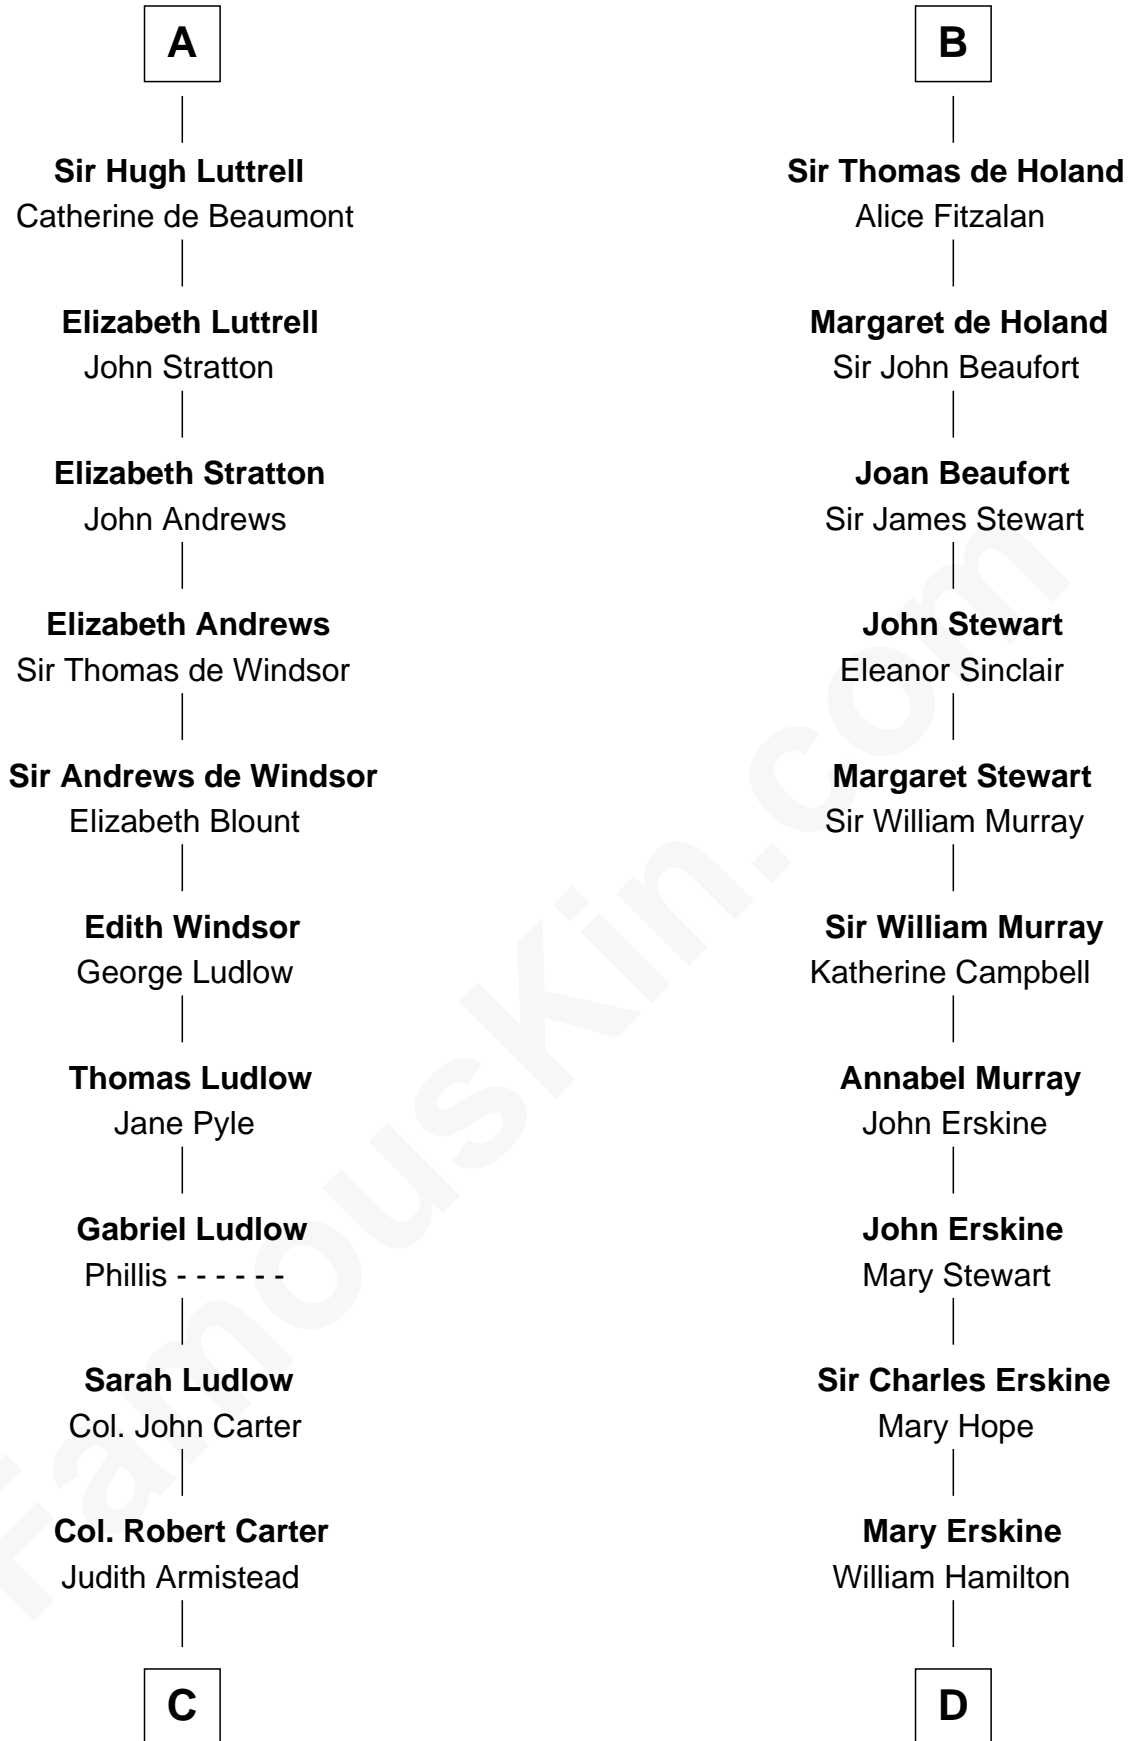 A
Sir Hugh Luttrell
Catherine de Beaumont
Elizabeth Luttrell
John Stratton
Elizabeth Stratton
John Andrews
Elizabeth Andrews
Sir Thomas de Windsor
Sir Andrews de Windsor
Elizabeth Blount
Edith Windsor
George Ludlow
Thomas Ludlow
Jane Pyle
Gabriel Ludlow
Phillis - - - - - -
Sarah Ludlow
Col. John Carter
Col. Robert Carter
Judith Armistead
C
B
Sir Thomas de Holand
Alice Fitzalan
Margaret de Holand
Sir John Beaufort
Joan Beaufort
Sir James Stewart
John Stewart
Eleanor Sinclair
Margaret Stewart
Sir William Murray
Sir William Murray
Katherine Campbell
Annabel Murray
John Erskine
John Erskine
Mary Stewart
Sir Charles Erskine
Mary Hope
Mary Erskine
William Hamilton
D
FamousKin.com